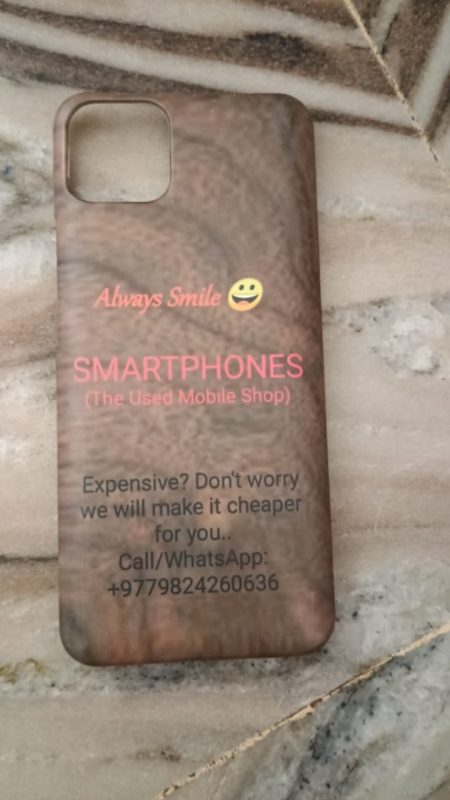 Always Smile 😀
SMARTPHONES
(The Used Mobile Shop)
Expensive? Don't worry
we will make it cheaper
for you..
Call/WhatsApp:
+9779824260636